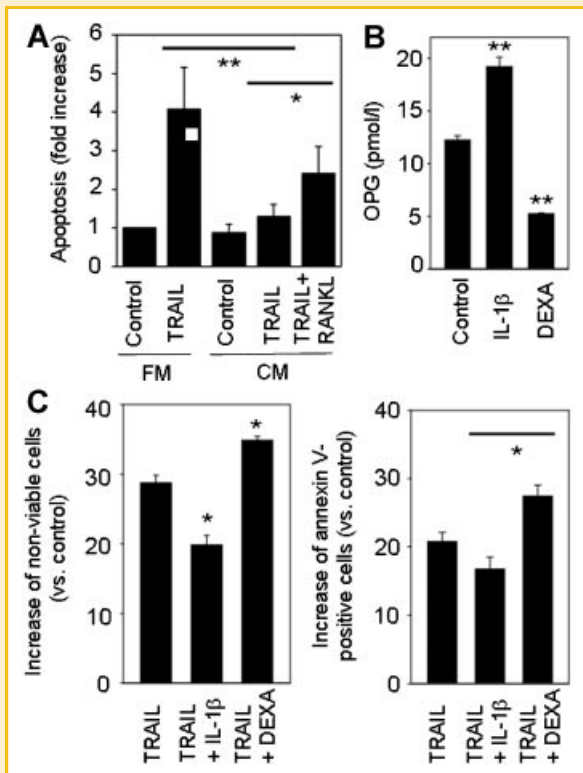 A
Apoptosis (fold increase)
6
5
4
3
2
1
0
**
*
Control
TRAIL
Control
TRAIL
TRAIL+
RANKL
FM
CM
B
OPG (pmol/l)
20
15
10
5
0
**
**
Control
IL-1β
DEXA
C
Increase of non-viable cells
(vs. control)
40
30
20
10
0
*
*
TRAIL
TRAIL
+ IL-1β
TRAIL
+ DEXA
Increase of annexin V-
positive cells (vs. control)
40
30
20
10
0
*
TRAIL
TRAIL
+ IL-1β
TRAIL
+ DEXA